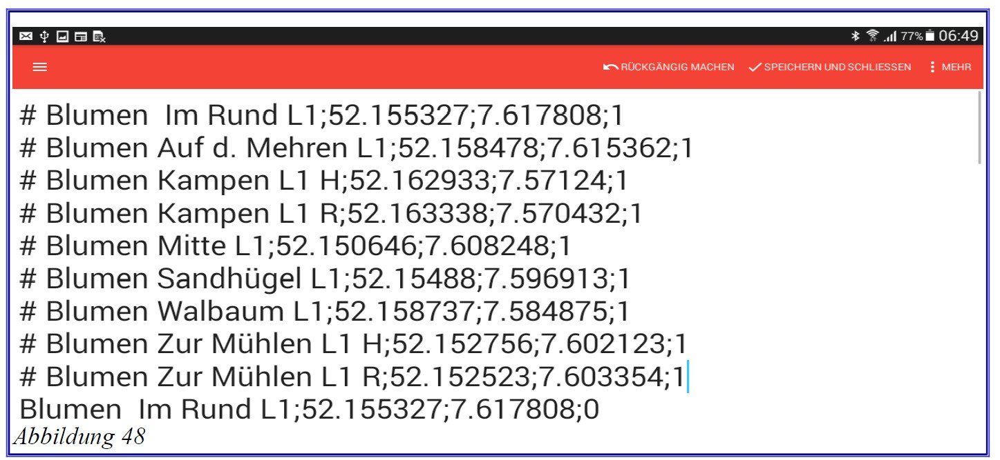 77% 06:49
RÜCKGÄNGIG MACHEN SPEICHERN UND SCHLIESSEN MEHR
# Blumen  Im Rund L1;52.155327;7.617808;1
# Blumen Auf d. Mehren L1;52.158478;7.615362;1
# Blumen Kampen L1 H;52.162933;7.57124;1
# Blumen Kampen L1 R;52.163338;7.570432;1
# Blumen Mitte L1;52.150646;7.608248;1
# Blumen Sandhügel L1;52.15488;7.596913;1
# Blumen Walbaum L1;52.158737;7.584875;1
# Blumen Zur Mühlen L1 H;52.152756;7.602123;1
# Blumen Zur Mühlen L1 R;52.152523;7.603354;1
Blumen  Im Rund L1;52.155327;7.617808;0
Abbildung 48